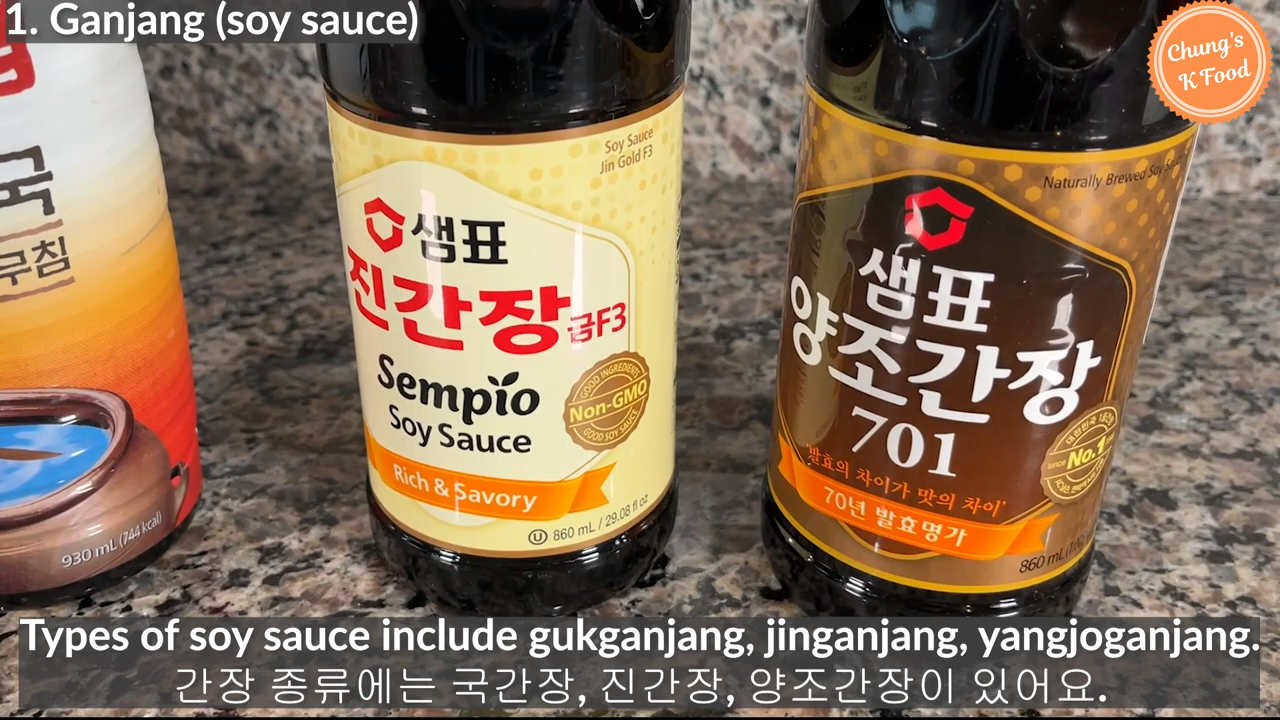 1. Ganjang (soy sauce)
Chung's
K Food
국
무침
930 mL (744 kcal)
Soy Sauce
Jin Gold F3
샘표
진간장 금F3
Sempio
Soy Sauce
GOOD INGREDIENTS
Non-GMO
GOOD SOY SAUCE
Rich & Savory
U 860 mL / 29.08 fl oz
Naturally Brewed Soy
샘표
양조간장
701
'발효의 차이가 맛의 차이'
70년 발효명가
since No.1
860 mL
Types of soy sauce include gukganjang, jinganjang, yangjoganjang.
간장 종류에는 국간장, 진간장, 양조간장이 있어요.